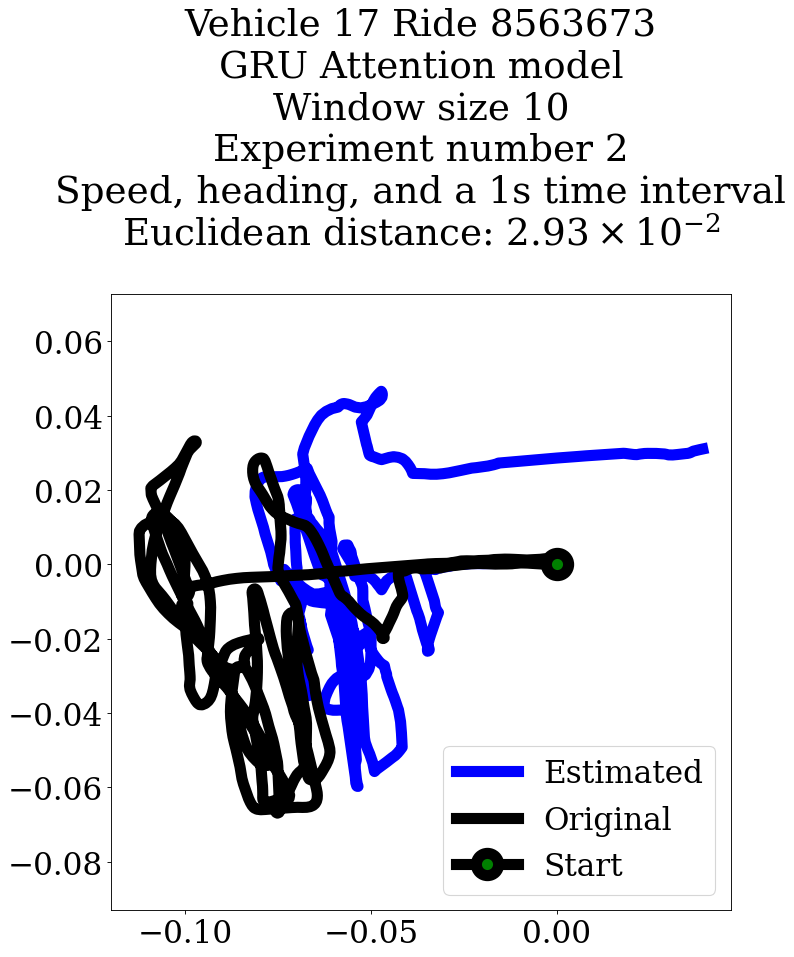 Vehicle 17 Ride 8563673
GRU Attention model
Window size 10
Experiment number 2
Speed, heading, and a 1s time interval
Euclidean distance: 2.93 × 10⁻²
0.06
0.04
0.02
0.00
−0.02
−0.04
−0.06
−0.08
Estimated
Original
Start
−0.10 −0.05 0.00